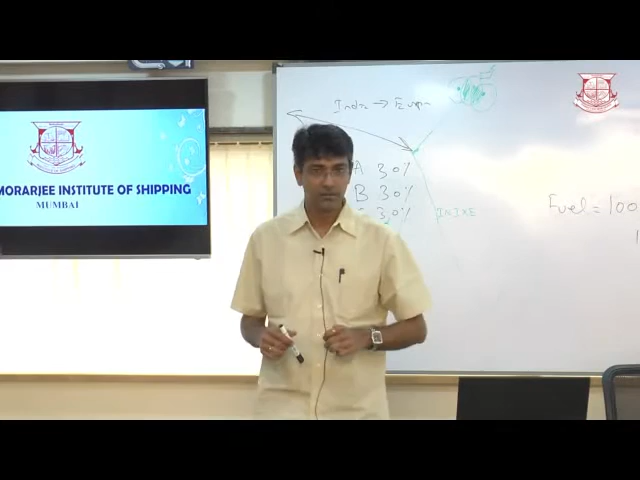 MORARJEE INSTITUTE OF SHIPPING
MUMBAI
India → Europe
A 30%
B 30%
30%
Fuel = 100